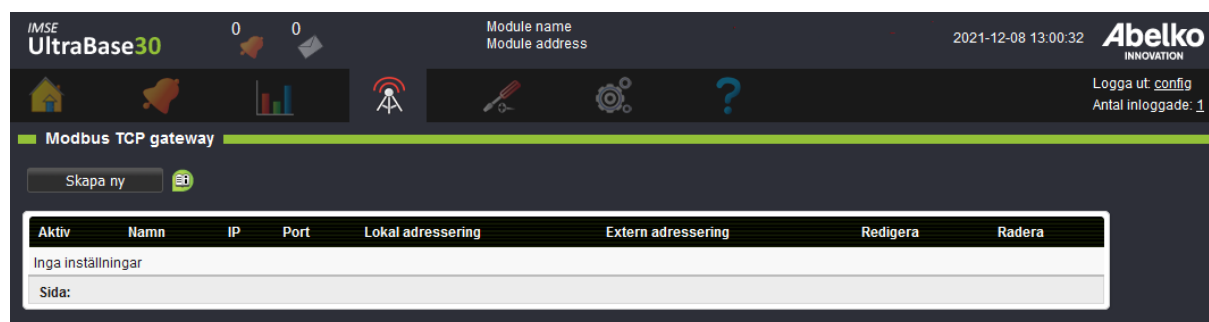 IMSE
UltraBase30
0
0
Module name
Module address
2021-12-08 13:00:32
Abelko
INNOVATION
Logga ut: config
Antal inloggade: 1
Modbus TCP gateway
Skapa ny
Aktiv Namn IP Port Lokal adressering Extern adressering Redigera Radera
Inga inställningar
Sida: